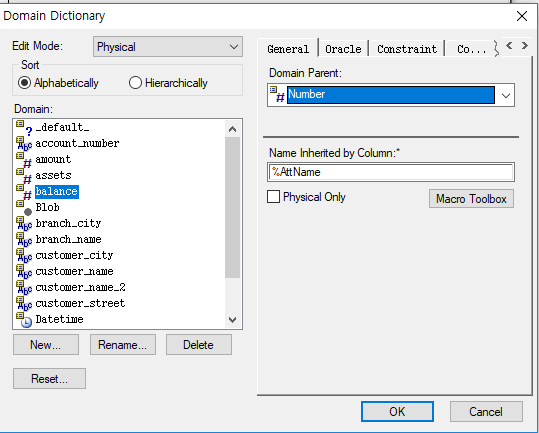 Domain Dictionary
Edit Mode:
Physical
Sort
Alphabetically
Hierarchically
Domain:
_default_
account_number
amount
assets
balance
Blob
branch_city
branch_name
customer_city
customer_name
customer_name_2
customer_street
Datetime
New...
Rename...
Delete
Reset...
General
Oracle
Constraint
Co...
Domain Parent:
Number
Name Inherited by Column:*
%AttName
Physical Only
Macro Toolbox
OK
Cancel